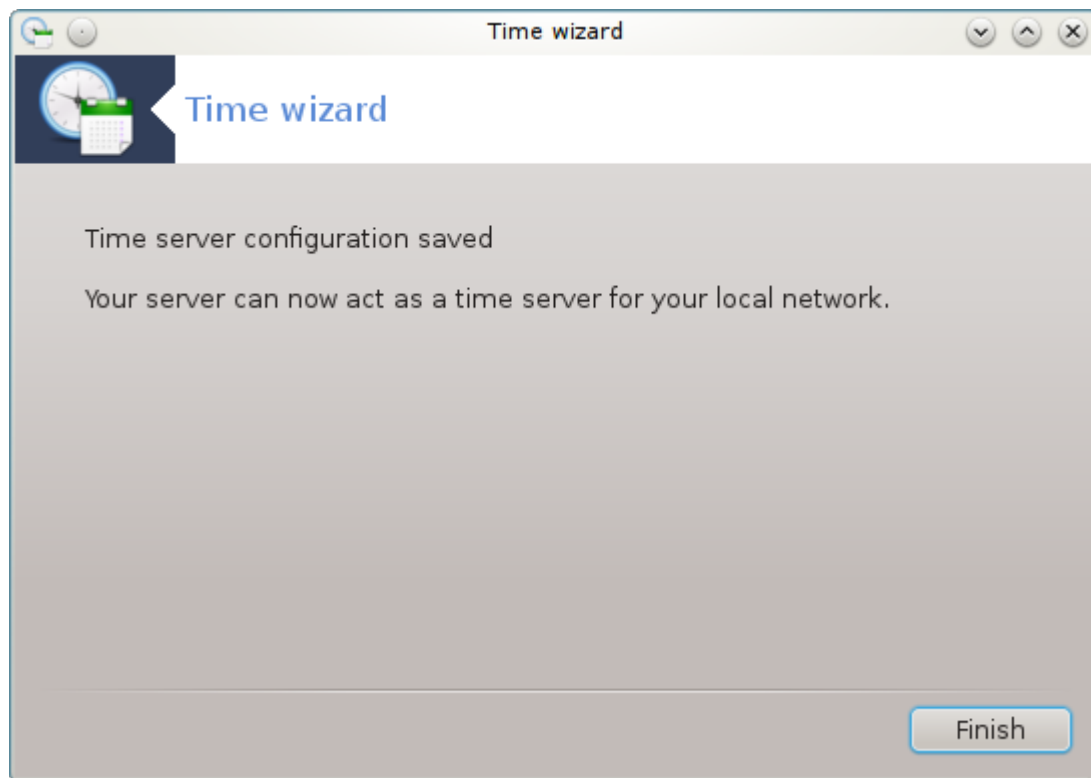 Time wizard
Time wizard
Time server configuration saved
Your server can now act as a time server for your local network.
Finish